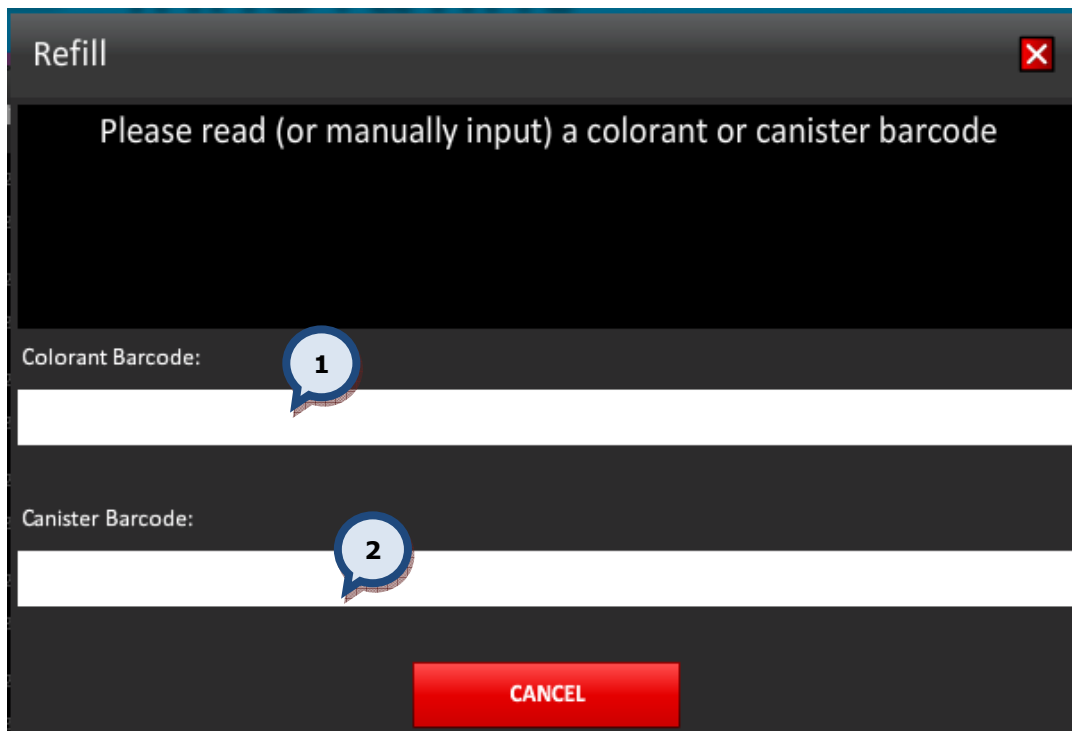 Refill
Please read (or manually input) a colorant or canister barcode
Colorant Barcode:
1
Canister Barcode:
2
CANCEL